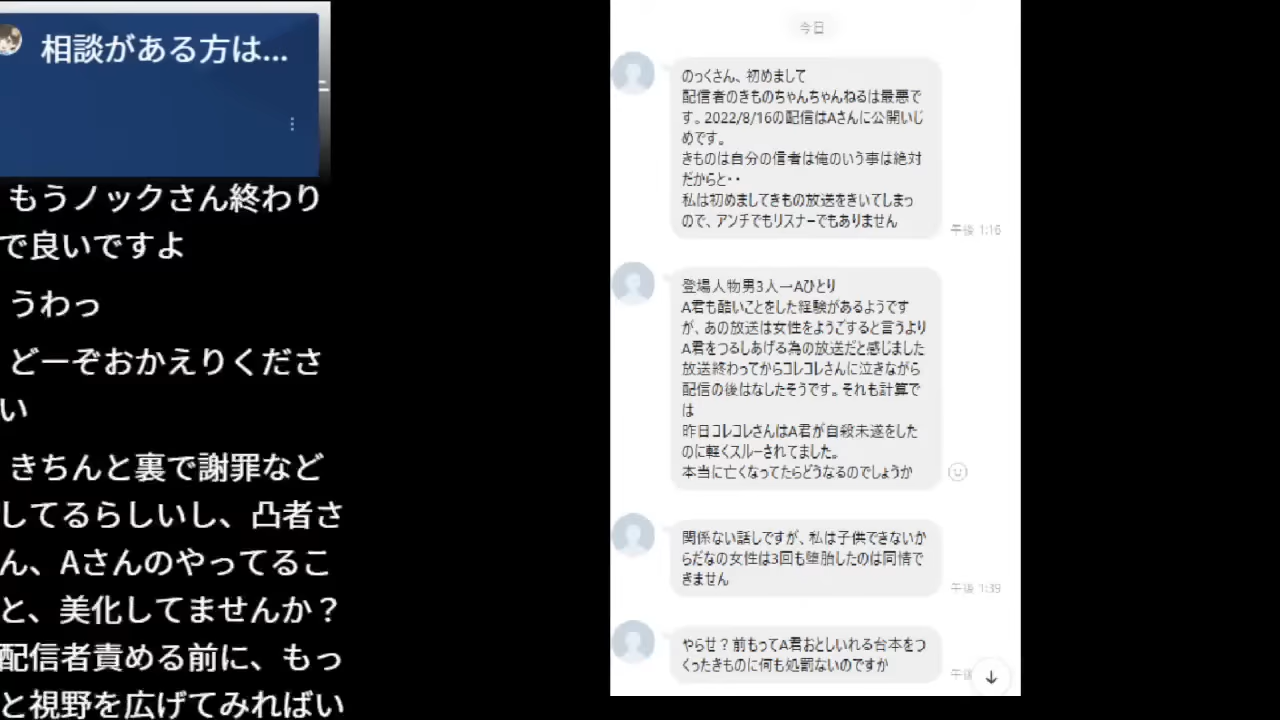 相談がある方は...
もうノックさん終わり
で良いですよ
うわっ
どーぞおかえりくださ
い
きちんと裏で謝罪など
してるらしいし、凸者さ
ん、Aさんのやってるこ
と、美化してませんか？
配信者責める前に、もっ
と視野を広げてみればい
今日
のっくさん、初めまして
配信者のきものちゃんちゃんねるは最悪で
す。2022/8/16の配信はAさんに公開いじ
めです。
きものは自分の信者は俺のいう事は絶対
だからと・・
私は初めましてきもの放送をきいてしまっ
ので、アンチでもリスナーでもありません
午後 1:16
登場人物男3人→Aひとり
A君も酷いことをした経験があるようです
が、あの放送は女性をようごすると言うより
A君をつるしあげる為の放送だと感じました
放送終わってからコレコレさんに泣きながら
配信の後はなしたそうです。それも計算で
は
昨日コレコレさんはA君が自殺未遂をした
のに軽くスルーされてました。
本当に亡くなってたらどうなるのでしょうか
関係ない話しですが、私は子供できないか
らだなの女性は3回も堕胎したのは同情で
きません
午後 1:39
やらせ？前もってA君おとしいれる台本をつ
くったきものに何も処罰ないのですか
午後